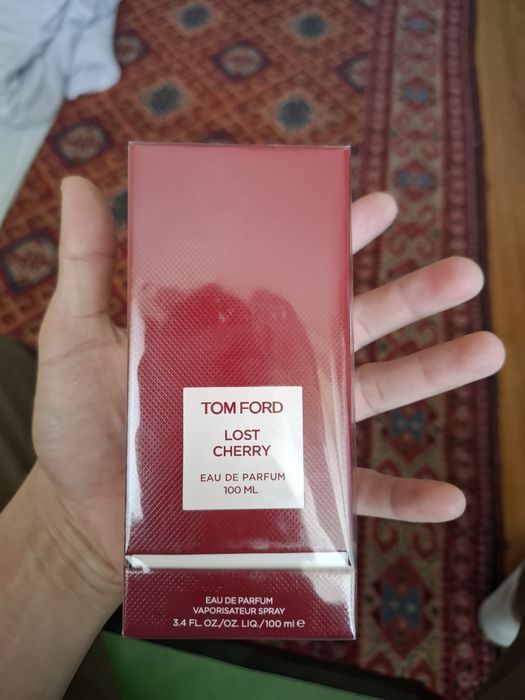 TOM FORD
LOST
CHERRY
EAU DE PARFUM
100 ML
EAU DE PARFUM
VAPORISATEUR SPRAY
3.4 FL. OZ./OZ. LIQ./100 ml ℮